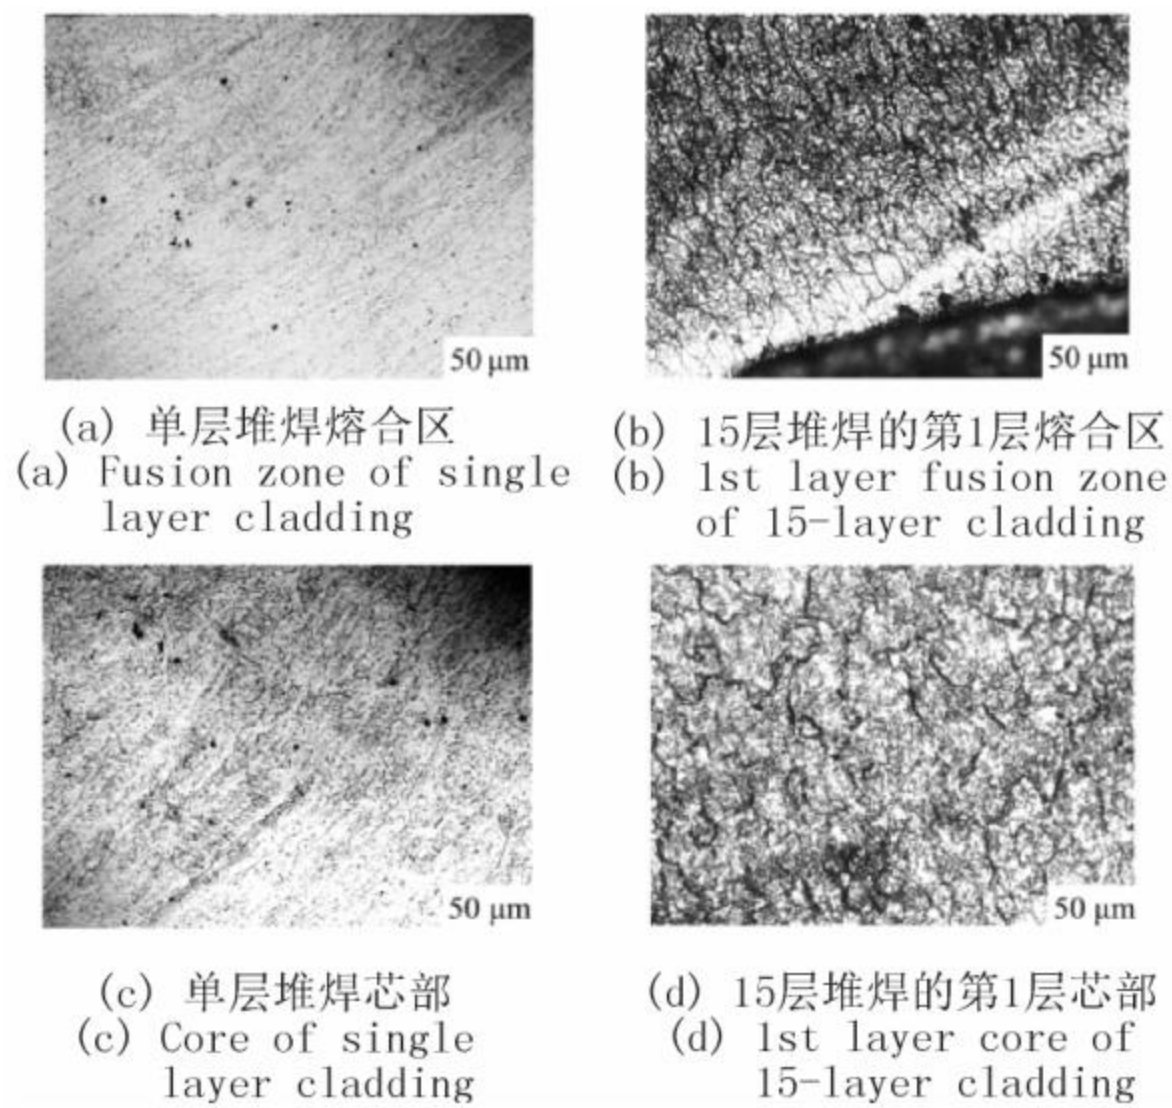 50 μm
50 μm
(a) 单层堆焊熔合区
(a) Fusion zone of single
layer cladding
(b) 15层堆焊的第1层熔合区
(b) 1st layer fusion zone
of 15-layer cladding
50 μm
50 μm
(c) 单层堆焊芯部
(c) Core of single
layer cladding
(d) 15层堆焊的第1层芯部
(d) 1st layer core of
15-layer cladding